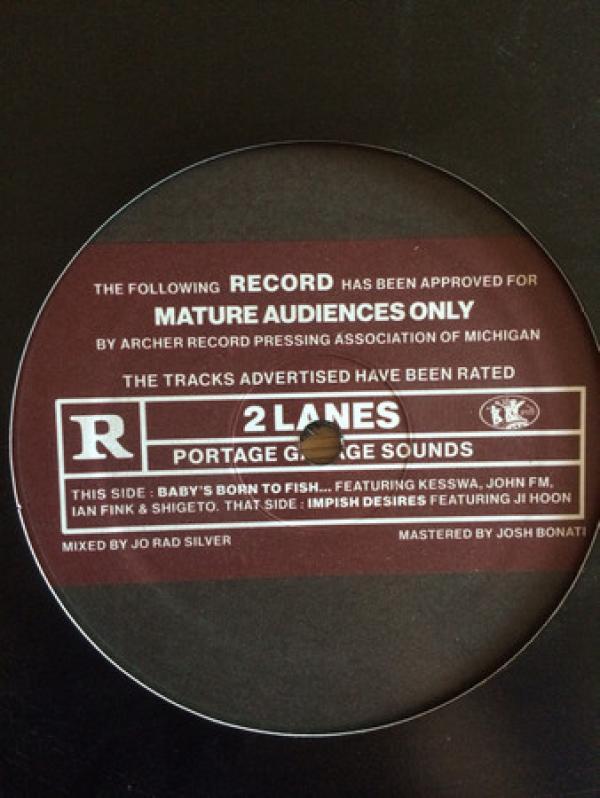 THE FOLLOWING RECORD HAS BEEN APPROVED FOR
MATURE AUDIENCES ONLY
BY ARCHER RECORD PRESSING ASSOCIATION OF MICHIGAN
THE TRACKS ADVERTISED HAVE BEEN RATED
R
2 LANES
PORTAGE GARAGE SOUNDS
THIS SIDE : BABY'S BORN TO FISH... FEATURING KESSWA, JOHN FM,
IAN FINK & SHIGETO. THAT SIDE : IMPISH DESIRES FEATURING JI HOON
MIXED BY JO RAD SILVER
MASTERED BY JOSH BONATI